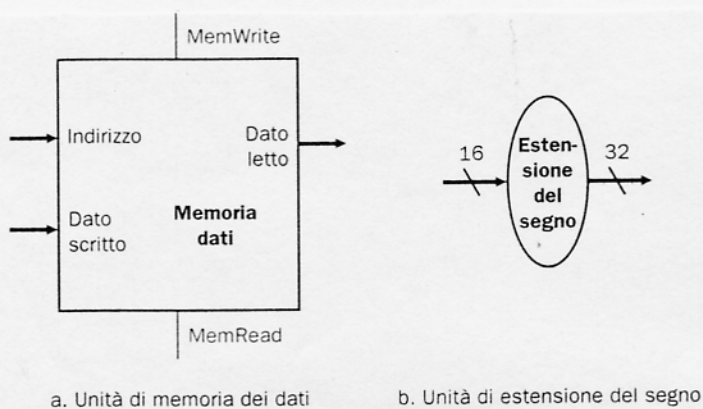 MemWrite
Indirizzo
Dato
letto
Dato
scritto
Memoria
dati
MemRead
a. Unità di memoria dei dati
16
Esten-
sione
del
segno
32
b. Unità di estensione del segno